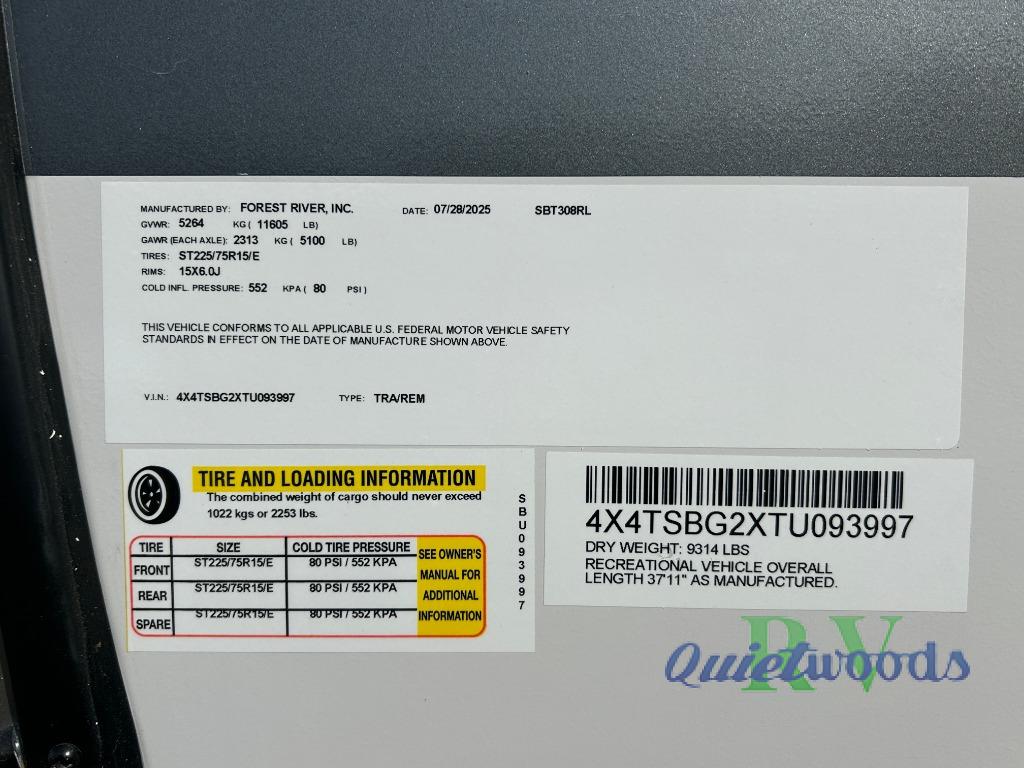 MANUFACTURED BY: FOREST RIVER, INC. DATE: 07/28/2025 SBT308RL
GVWR: 5264 KG ( 11605 LB)
GAWR (EACH AXLE): 2313 KG ( 5100 LB)
TIRES: ST225/75R15/E
RIMS: 15X6.0J
COLD INFL. PRESSURE: 552 KPA ( 80 PSI )
THIS VEHICLE CONFORMS TO ALL APPLICABLE U.S. FEDERAL MOTOR VEHICLE SAFETY
STANDARDS IN EFFECT ON THE DATE OF MANUFACTURE SHOWN ABOVE.
V.I.N.: 4X4TSBG2XTU093997 TYPE: TRA/REM
TIRE AND LOADING INFORMATION
The combined weight of cargo should never exceed
1022 kgs or 2253 lbs.
TIRE SIZE COLD TIRE PRESSURE
FRONT ST225/75R15/E 80 PSI / 552 KPA
REAR ST225/75R15/E 80 PSI / 552 KPA
SPARE ST225/75R15/E 80 PSI / 552 KPA
SEE OWNER'S
MANUAL FOR
ADDITIONAL
INFORMATION
SBU093997
4X4TSBG2XTU093997
DRY WEIGHT: 9314 LBS
RECREATIONAL VEHICLE OVERALL
LENGTH 37'11" AS MANUFACTURED.
RV
Quietwoods